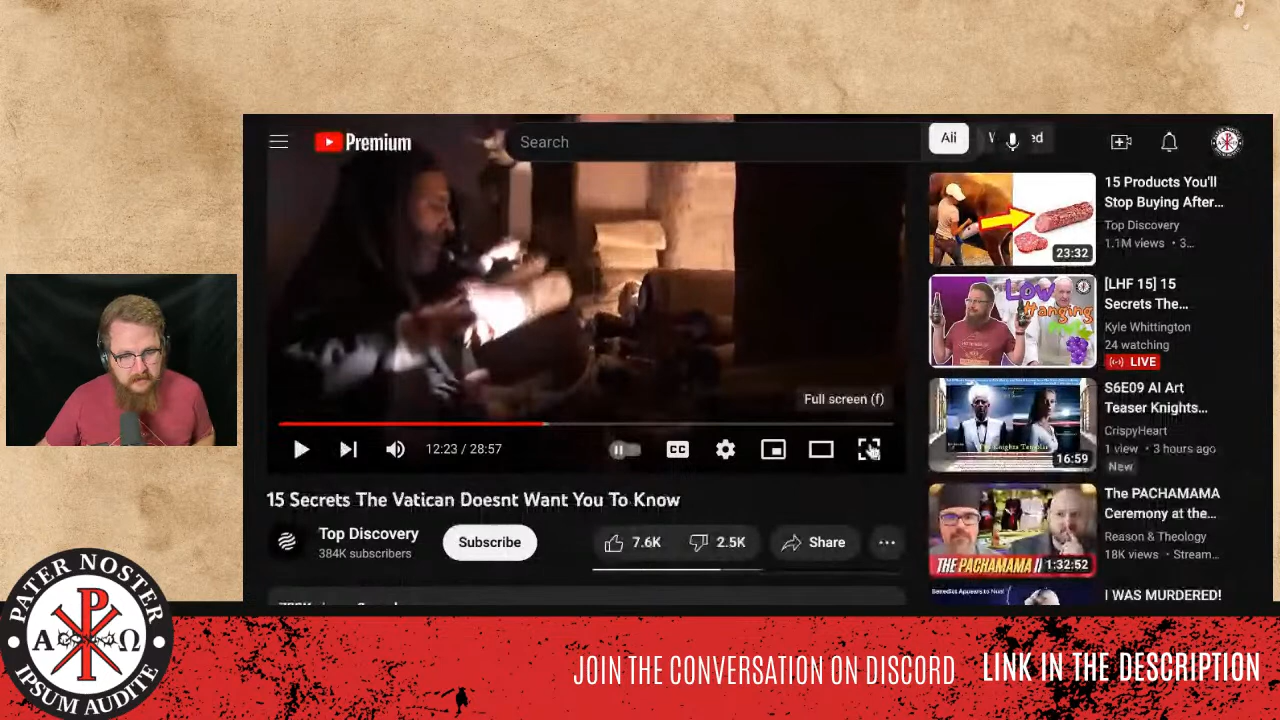 Premium
Search
All
ed
15 Products You'll
Stop Buying After...
Top Discovery
1.1M views • 3...
23:32
[LHF 15] 15
Secrets The...
Kyle Whittington
24 watching
LIVE
LOW
Hanging
S6E09 AI Art
Teaser Knights...
CrispyHeart
1 view • 3 hours ago
New
16:59
The PACHAMAMA
Ceremony at the...
Reason & Theology
18K views • Stream...
THE PACHAMAMA
1:32:52
I WAS MURDERED!
Full screen (f)
12:23 / 28:57
CC
15 Secrets The Vatican Doesnt Want You To Know
Top Discovery
384K subscribers
Subscribe
7.6K
2.5K
Share
PATER NOSTER
Α Ω
IPSUM AUDITE
JOIN THE CONVERSATION ON DISCORD
LINK IN THE DESCRIPTION